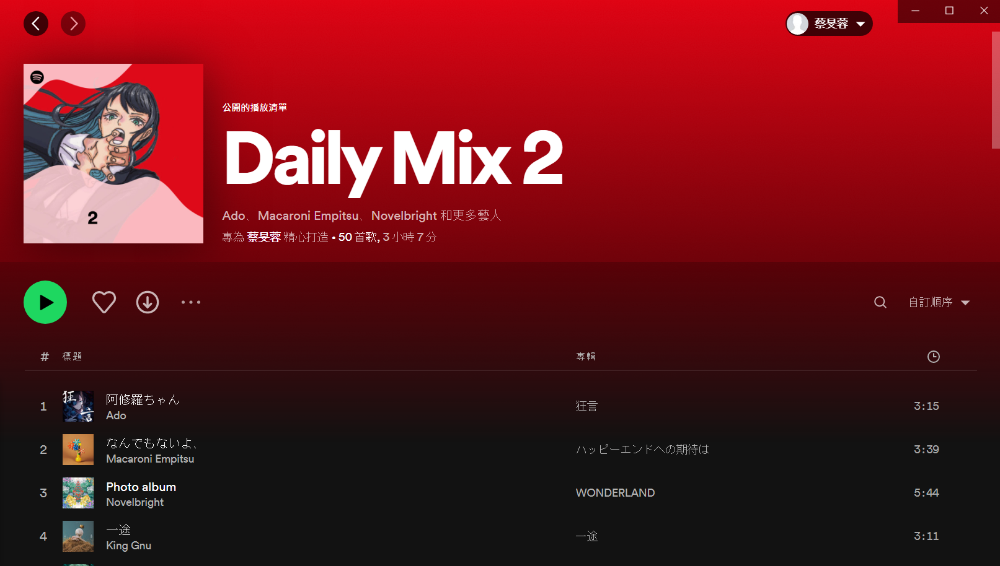 蔡旻蓉
公開的播放清單
Daily Mix 2
2
Ado、Macaroni Empitsu、Novelbright 和更多藝人
專為 蔡旻蓉 精心打造 • 50 首歌, 3 小時 7 分
自訂順序
# 標題 專輯
1 狂言 阿修羅ちゃん 狂言 3:15
Ado
2 なんでもないよ、 ハッピーエンドへの期待は 3:39
Macaroni Empitsu
3 Photo album WONDERLAND 5:44
Novelbright
4 一途 一途 3:11
King Gnu